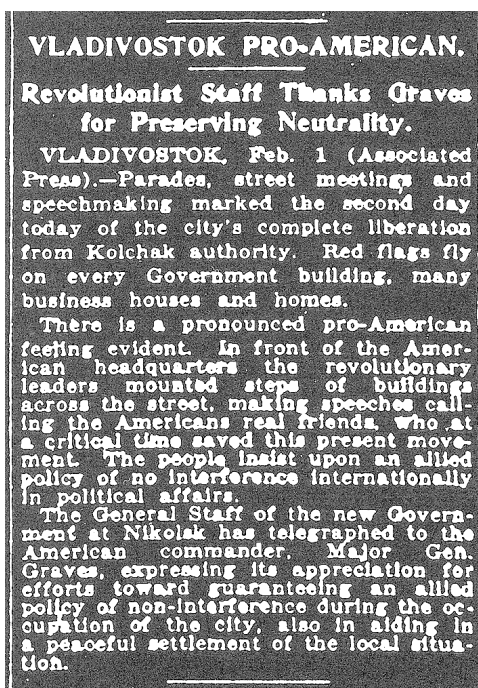 VLADIVOSTOK PRO-AMERICAN.
Revolutionist Staff Thanks Graves
for Preserving Neutrality.
VLADIVOSTOK, Feb. 1 (Associated
Press).—Parades, street meetings and
speechmaking marked the second day
today of the city's complete liberation
from Kolchak authority. Red flags fly
on every Government building, many
business houses and homes.
There is a pronounced pro-American
feeling evident. In front of the Amer-
ican headquarters the revolutionary
leaders mounted steps of buildings
across the street, making speeches call-
ing the Americans real friends, who at
a critical time saved this present move-
ment. The people insist upon an allied
policy of no interference internationally
in political affairs.
The General Staff of the new Govern-
ment at Nikolsk has telegraphed to the
American commander, Major Gen.
Graves, expressing its appreciation for
efforts toward guaranteeing an allied
policy of non-interference during the oc-
cupation of the city, also in aiding in
a peaceful settlement of the local situa-
tion.